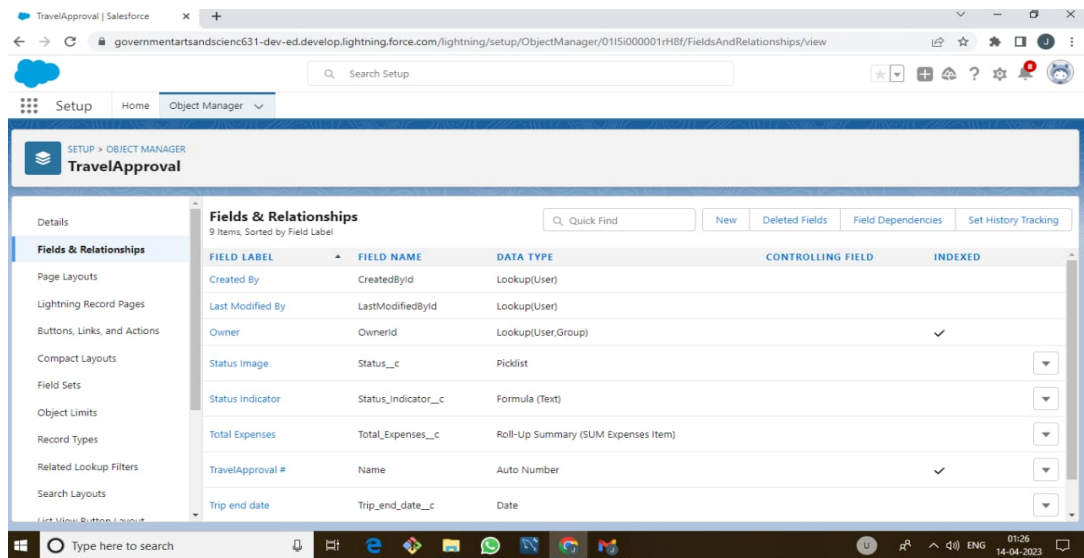 TravelApproval | Salesforce
governmentartsandscienc631-dev-ed.develop.lightning.force.com/lightning/setup/ObjectManager/01I5i000001rH8f/FieldsAndRelationships/view
J
Search Setup
Setup Home Object Manager
SETUP > OBJECT MANAGER
TravelApproval
Details
Fields & Relationships
Page Layouts
Lightning Record Pages
Buttons, Links, and Actions
Compact Layouts
Field Sets
Object Limits
Record Types
Related Lookup Filters
Search Layouts
List View Button Layout
Fields & Relationships
9 Items, Sorted by Field Label
Quick Find New Deleted Fields Field Dependencies Set History Tracking
FIELD LABEL FIELD NAME DATA TYPE CONTROLLING FIELD INDEXED
Created By CreatedById Lookup(User)
Last Modified By LastModifiedById Lookup(User)
Owner OwnerId Lookup(User,Group)
Status Image Status__c Picklist
Status Indicator Status_Indicator__c Formula (Text)
Total Expenses Total_Expenses__c Roll-Up Summary (SUM Expenses Item)
TravelApproval # Name Auto Number
Trip end date Trip_end_date__c Date
Type here to search
U
ENG
01:26
14-04-2023